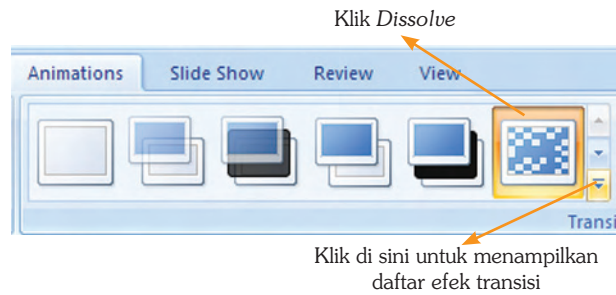 Klik Dissolve
Animations Slide Show Review View
Transi
Klik di sini untuk menampilkan
daftar efek transisi